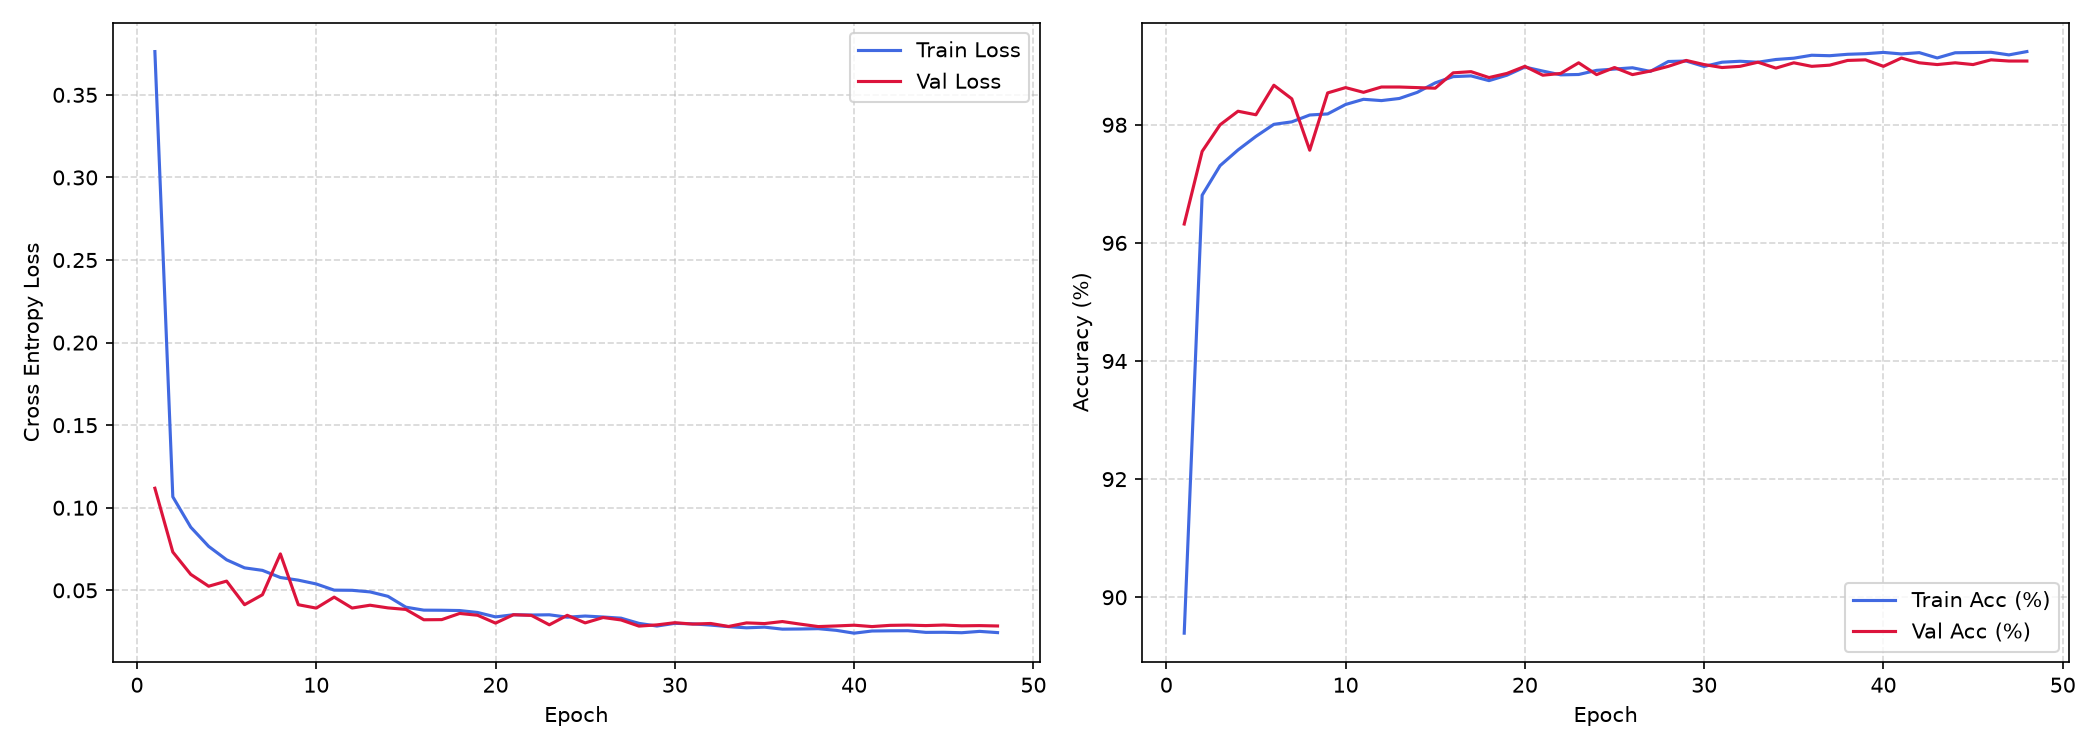 Cross Entropy Loss
0.35
0.30
0.25
0.20
0.15
0.10
0.05
0 10 20 30 40 50
Epoch
Train Loss
Val Loss
Accuracy (%)
98
96
94
92
90
0 10 20 30 40 50
Epoch
Train Acc (%)
Val Acc (%)